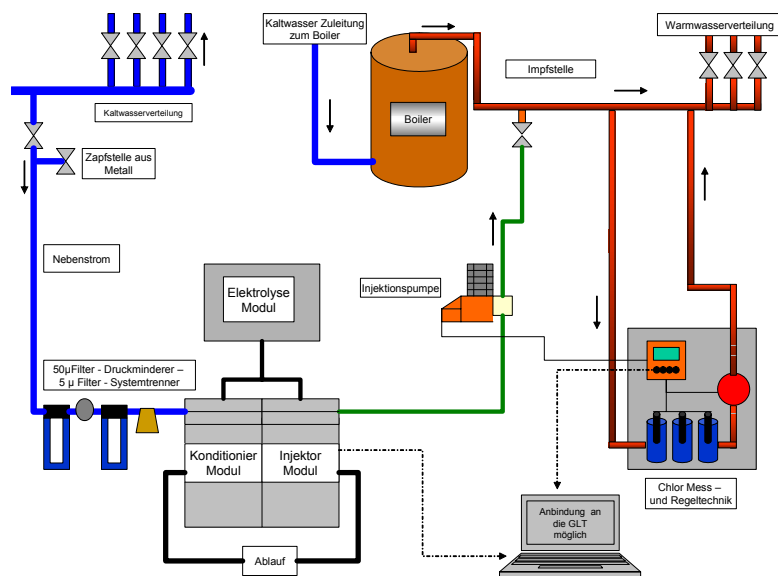 Kaltwasser Zuleitung
zum Boiler
Warmwasserverteilung
Impfstelle
Kaltwasserverteilung
Boiler
Zapfstelle aus
Metall
Nebenstrom
Elektrolyse
Modul
Injektionspumpe
50µFilter - Druckminderer –
5 µ Filter - Systemtrenner
Konditionier
Modul
Injektor
Modul
Chlor Mess –
und Regeltechnik
Anbindung an
die GLT
möglich
Ablauf